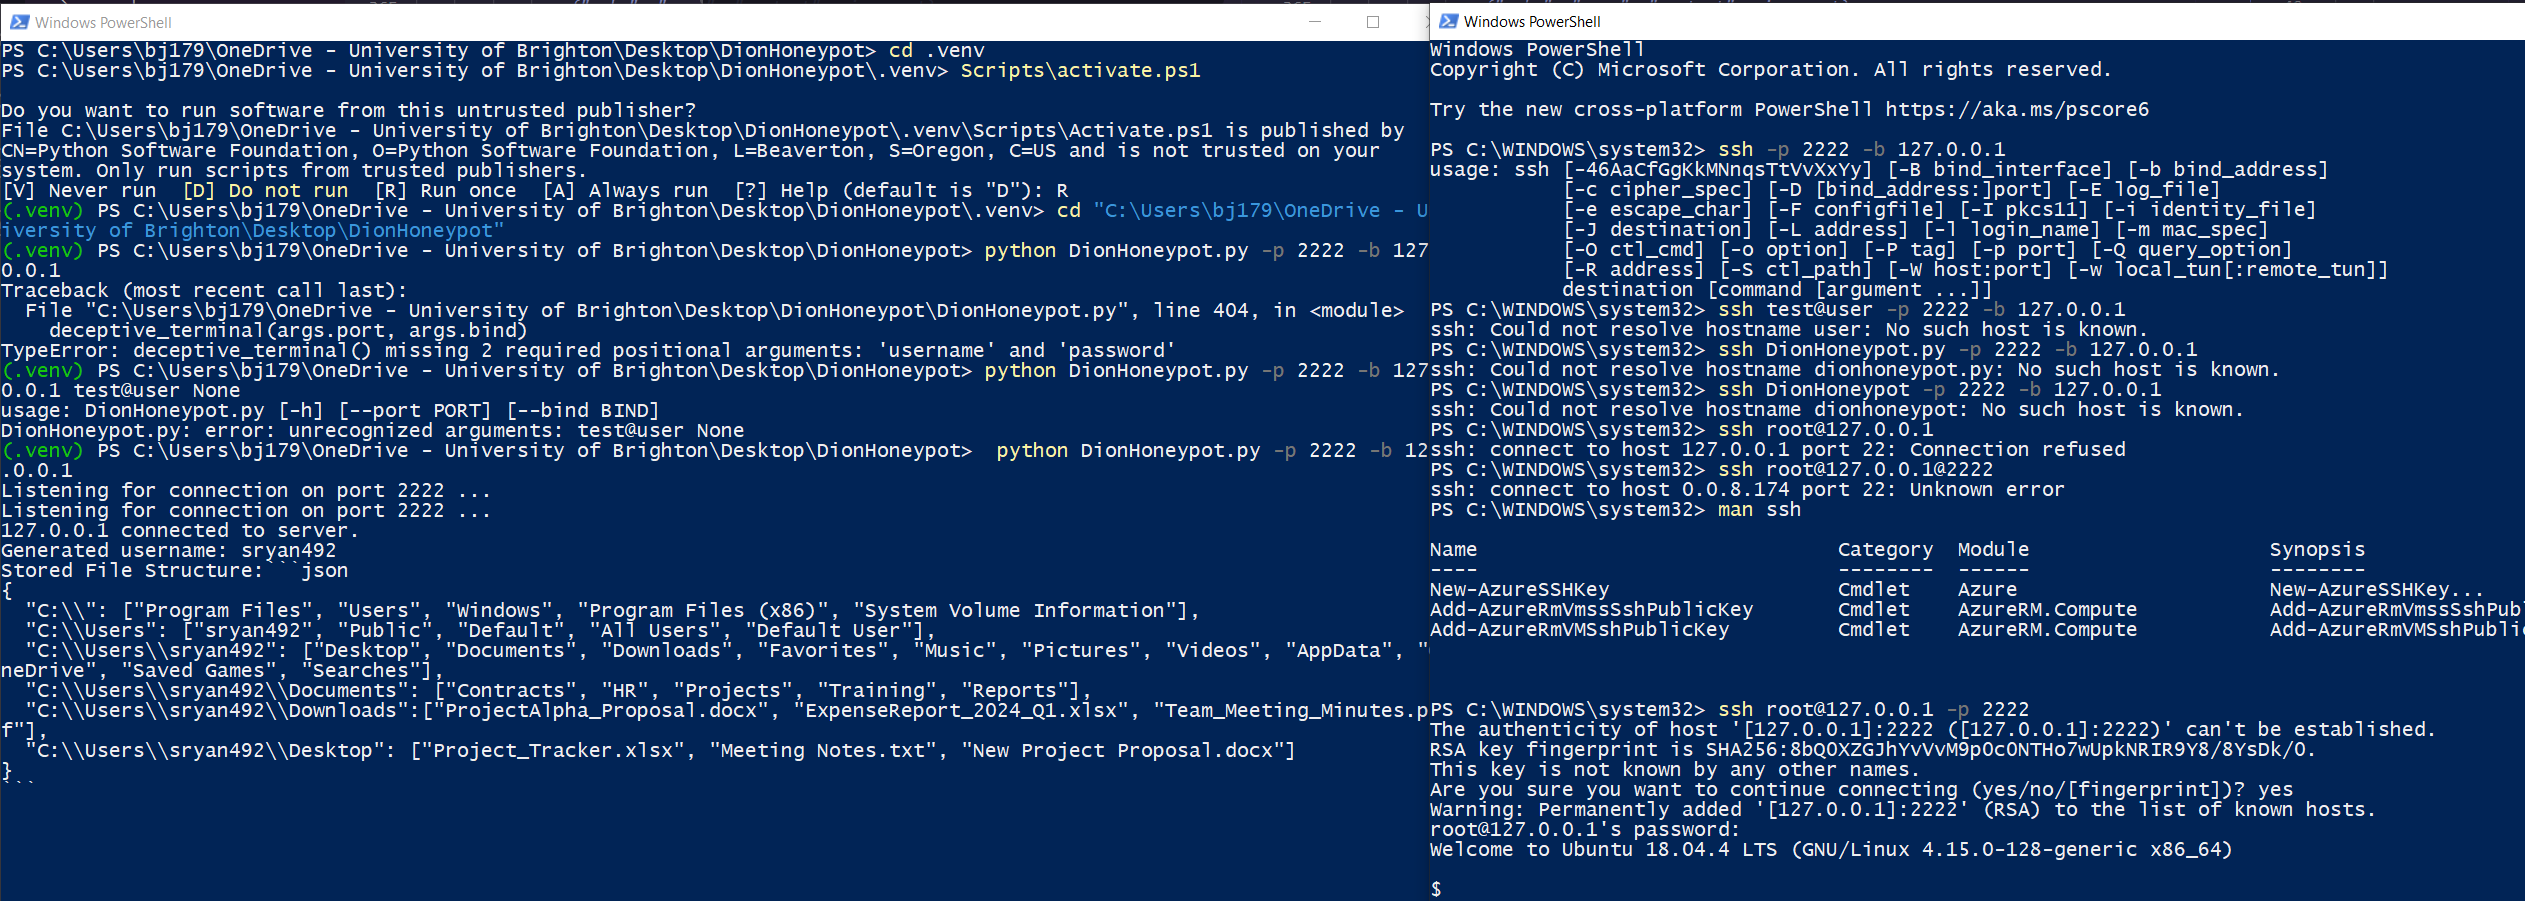 Windows PowerShell
PS C:\Users\bj179\OneDrive - University of Brighton\Desktop\DionHoneypot> cd .venv
PS C:\Users\bj179\OneDrive - University of Brighton\Desktop\DionHoneypot\.venv> Scripts\activate.ps1
Do you want to run software from this untrusted publisher?
File C:\Users\bj179\OneDrive - University of Brighton\Desktop\DionHoneypot\.venv\Scripts\Activate.ps1 is published by
CN=Python Software Foundation, O=Python Software Foundation, L=Beaverton, S=Oregon, C=US and is not trusted on your
system. Only run scripts from trusted publishers.
[V] Never run  [D] Do not run  [R] Run once  [A] Always run  [?] Help (default is "D"): R
(.venv) PS C:\Users\bj179\OneDrive - University of Brighton\Desktop\DionHoneypot\.venv> cd "C:\Users\bj179\OneDrive - U
iversity of Brighton\Desktop\DionHoneypot"
(.venv) PS C:\Users\bj179\OneDrive - University of Brighton\Desktop\DionHoneypot> python DionHoneypot.py -p 2222 -b 127
0.0.1
Traceback (most recent call last):
  File "C:\Users\bj179\OneDrive - University of Brighton\Desktop\DionHoneypot\DionHoneypot.py", line 404, in <module>
    deceptive_terminal(args.port, args.bind)
TypeError: deceptive_terminal() missing 2 required positional arguments: 'username' and 'password'
(.venv) PS C:\Users\bj179\OneDrive - University of Brighton\Desktop\DionHoneypot> python DionHoneypot.py -p 2222 -b 127
0.0.1 test@user None
usage: DionHoneypot.py [-h] [--port PORT] [--bind BIND]
DionHoneypot.py: error: unrecognized arguments: test@user None
(.venv) PS C:\Users\bj179\OneDrive - University of Brighton\Desktop\DionHoneypot>  python DionHoneypot.py -p 2222 -b 12
.0.0.1
Listening for connection on port 2222 ...
Listening for connection on port 2222 ...
127.0.0.1 connected to server.
Generated username: sryan492
Stored File Structure:```json
{
  "C:\\": ["Program Files", "Users", "Windows", "Program Files (x86)", "System Volume Information"],
  "C:\\Users": ["sryan492", "Public", "Default", "All Users", "Default User"],
  "C:\\Users\\sryan492": ["Desktop", "Documents", "Downloads", "Favorites", "Music", "Pictures", "Videos", "AppData", "
neDrive", "Saved Games", "Searches"],
  "C:\\Users\\sryan492\\Documents": ["Contracts", "HR", "Projects", "Training", "Reports"],
  "C:\\Users\\sryan492\\Downloads":["ProjectAlpha_Proposal.docx", "ExpenseReport_2024_Q1.xlsx", "Team_Meeting_Minutes.p
f"],
  "C:\\Users\\sryan492\\Desktop": ["Project_Tracker.xlsx", "Meeting Notes.txt", "New Project Proposal.docx"]
}
```
Windows PowerShell
Windows PowerShell
Copyright (C) Microsoft Corporation. All rights reserved.
Try the new cross-platform PowerShell https://aka.ms/pscore6
PS C:\WINDOWS\system32> ssh -p 2222 -b 127.0.0.1
usage: ssh [-46AaCfGgKkMNnqsTtVvXxYy] [-B bind_interface] [-b bind_address]
           [-c cipher_spec] [-D [bind_address:]port] [-E log_file]
           [-e escape_char] [-F configfile] [-I pkcs11] [-i identity_file]
           [-J destination] [-L address] [-l login_name] [-m mac_spec]
           [-O ctl_cmd] [-o option] [-P tag] [-p port] [-Q query_option]
           [-R address] [-S ctl_path] [-W host:port] [-w local_tun[:remote_tun]]
           destination [command [argument ...]]
PS C:\WINDOWS\system32> ssh test@user -p 2222 -b 127.0.0.1
ssh: Could not resolve hostname user: No such host is known.
PS C:\WINDOWS\system32> ssh DionHoneypot.py -p 2222 -b 127.0.0.1
ssh: Could not resolve hostname dionhoneypot.py: No such host is known.
PS C:\WINDOWS\system32> ssh DionHoneypot -p 2222 -b 127.0.0.1
ssh: Could not resolve hostname dionhoneypot: No such host is known.
PS C:\WINDOWS\system32> ssh root@127.0.0.1
ssh: connect to host 127.0.0.1 port 22: Connection refused
PS C:\WINDOWS\system32> ssh root@127.0.0.1@2222
ssh: connect to host 0.0.8.174 port 22: Unknown error
PS C:\WINDOWS\system32> man ssh
Name                              Category  Module                    Synopsis
----                              --------  ------                    --------
New-AzureSSHKey                   Cmdlet    Azure                     New-AzureSSHKey...
Add-AzureRmVmssSshPublicKey       Cmdlet    AzureRM.Compute           Add-AzureRmVmssSshPubl
Add-AzureRmVMSshPublicKey         Cmdlet    AzureRM.Compute           Add-AzureRmVMSshPublic
PS C:\WINDOWS\system32> ssh root@127.0.0.1 -p 2222
The authenticity of host '[127.0.0.1]:2222 ([127.0.0.1]:2222)' can't be established.
RSA key fingerprint is SHA256:8bQ0XZGJhYvVvM9p0c0NTHo7wUpkNRIR9Y8/8YsDk/0.
This key is not known by any other names.
Are you sure you want to continue connecting (yes/no/[fingerprint])? yes
Warning: Permanently added '[127.0.0.1]:2222' (RSA) to the list of known hosts.
root@127.0.0.1's password:
Welcome to Ubuntu 18.04.4 LTS (GNU/Linux 4.15.0-128-generic x86_64)
$